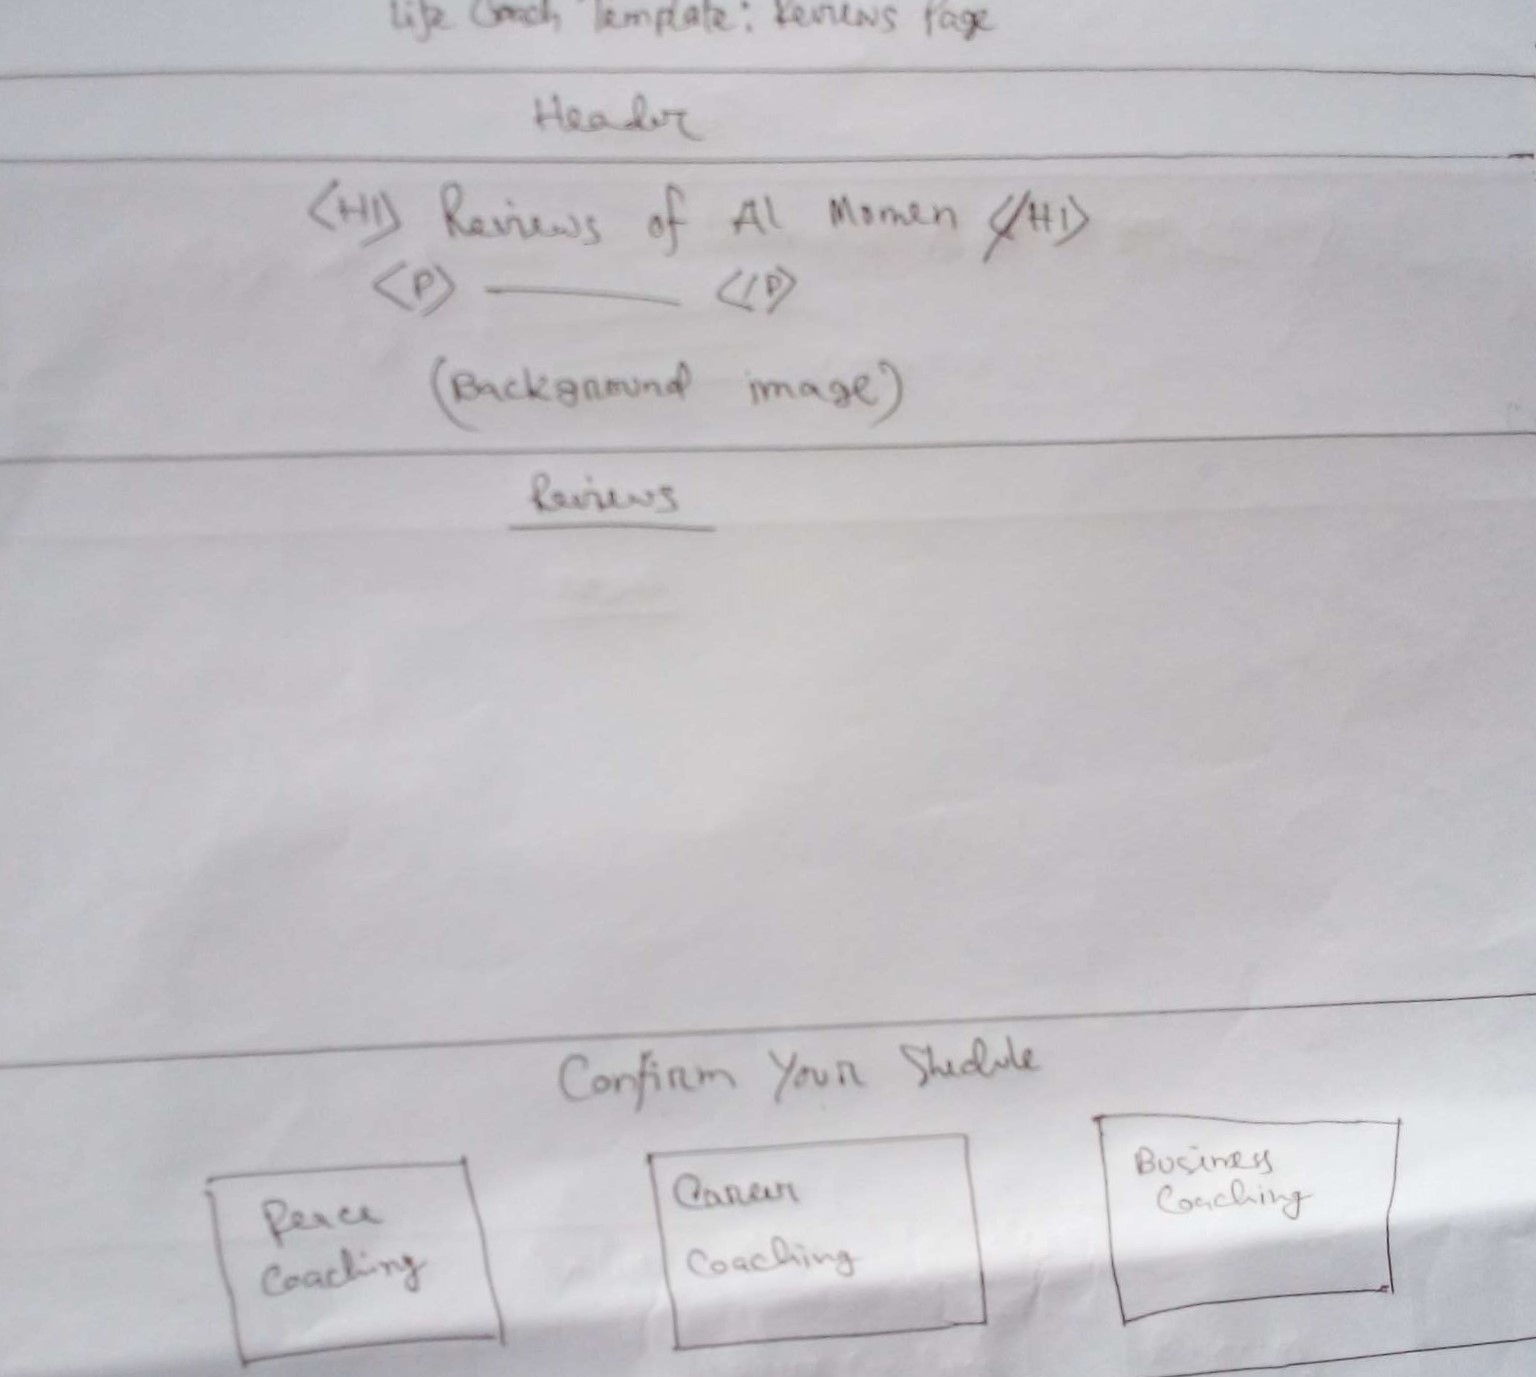 Life Coach Template: Reviews Page
Header
<H1> Reviews of Al Momen </H1>
<P> </P>
(Background image)
Reviews
Confirm Your Shedule
Peace
Coaching
Career
Coaching
Business
Coaching